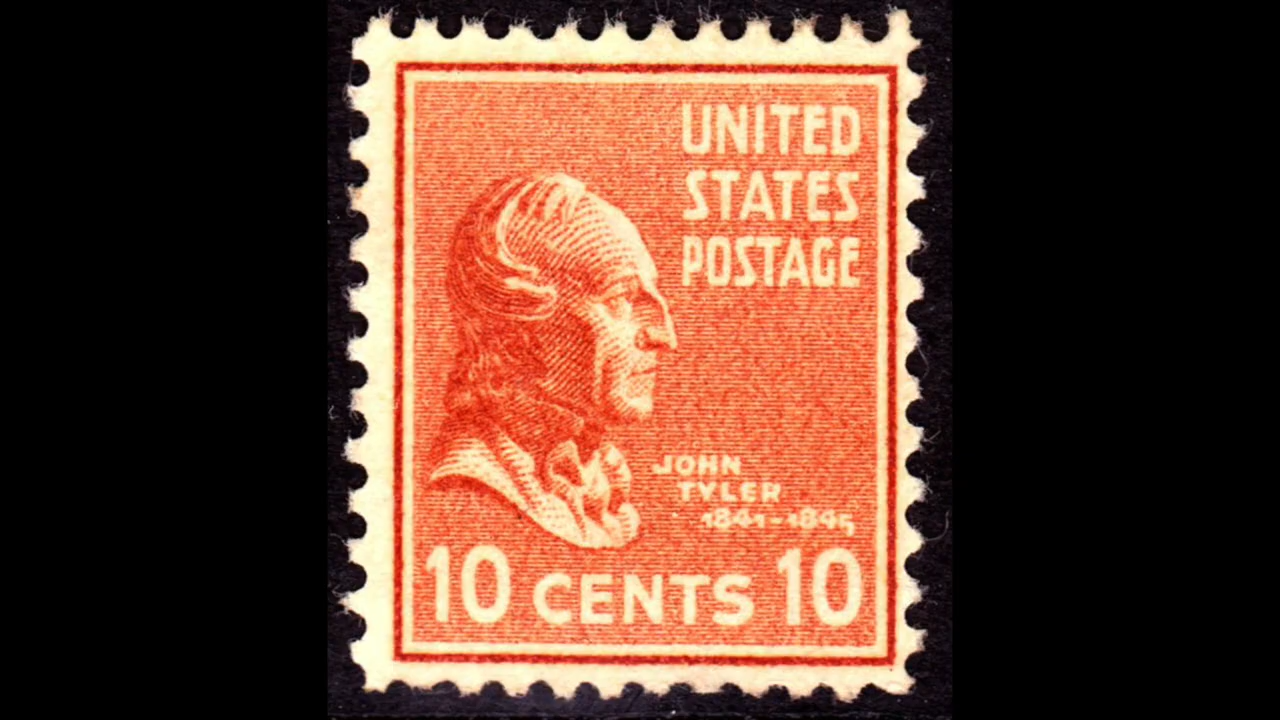 UNITED
STATES
POSTAGE
JOHN
TYLER
1841-1845
10 CENTS 10